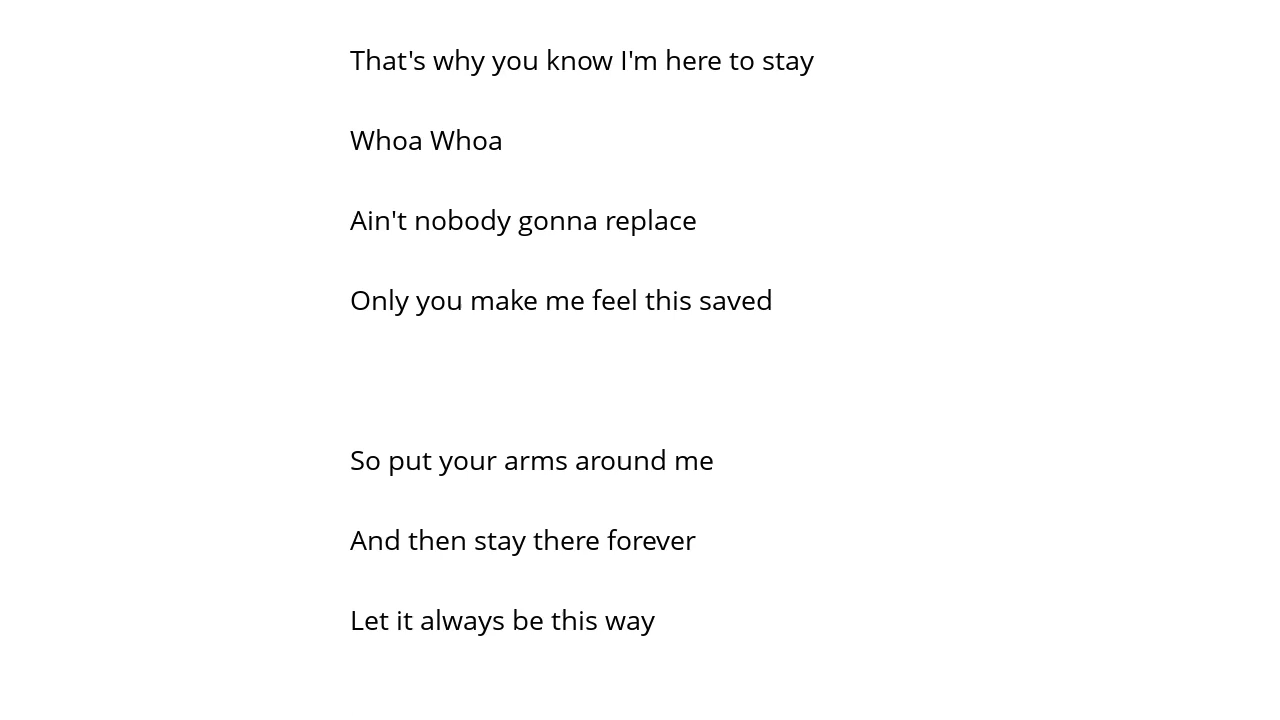 That's why you know I'm here to stay
Whoa Whoa
Ain't nobody gonna replace
Only you make me feel this saved
So put your arms around me
And then stay there forever
Let it always be this way